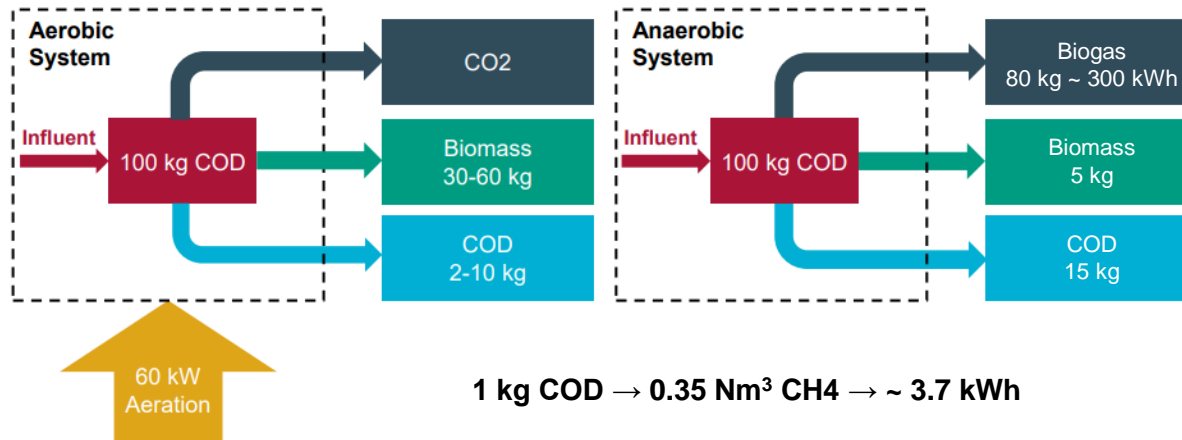 Aerobic
System
Influent
100 kg COD
CO2
Biomass
30-60 kg
COD
2-10 kg
60 kW
Aeration
Anaerobic
System
Influent
100 kg COD
Biogas
80 kg ~ 300 kWh
Biomass
5 kg
COD
15 kg
1 kg COD → 0.35 Nm³ CH4 → ~ 3.7 kWh